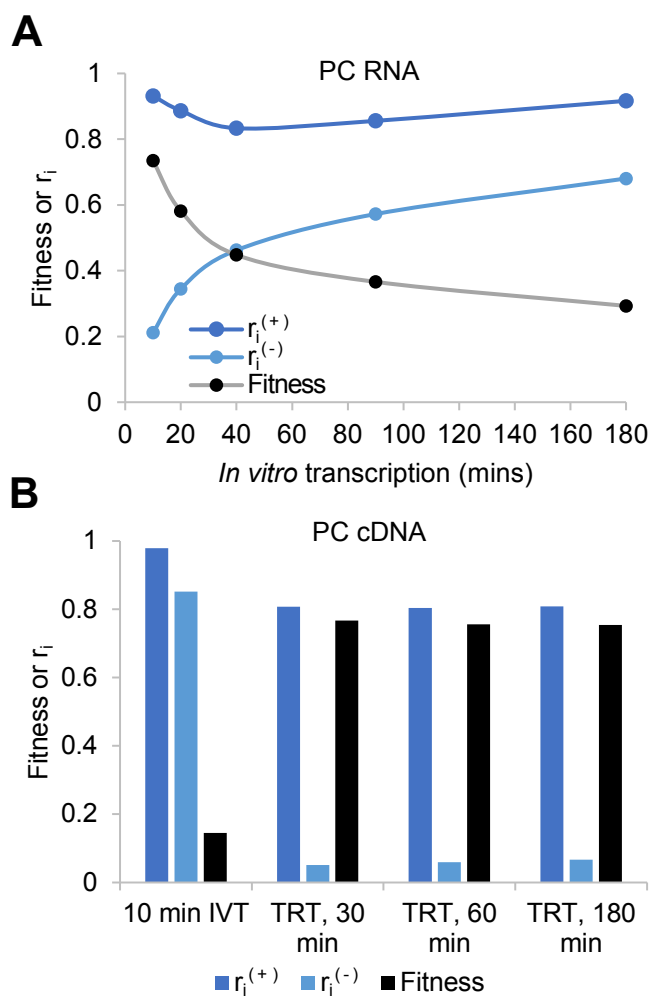 A
PC RNA
Fitness or rᵢ
1
0.8
0.6
0.4
0.2
0
rᵢ⁽⁺⁾
rᵢ⁽⁻⁾
Fitness
0 20 40 60 80 100 120 140 160 180
In vitro transcription (mins)
B
PC cDNA
Fitness or rᵢ
1
0.8
0.6
0.4
0.2
0
10 min IVT TRT, 30 TRT, 60 TRT, 180
min min min
rᵢ⁽⁺⁾ rᵢ⁽⁻⁾ Fitness